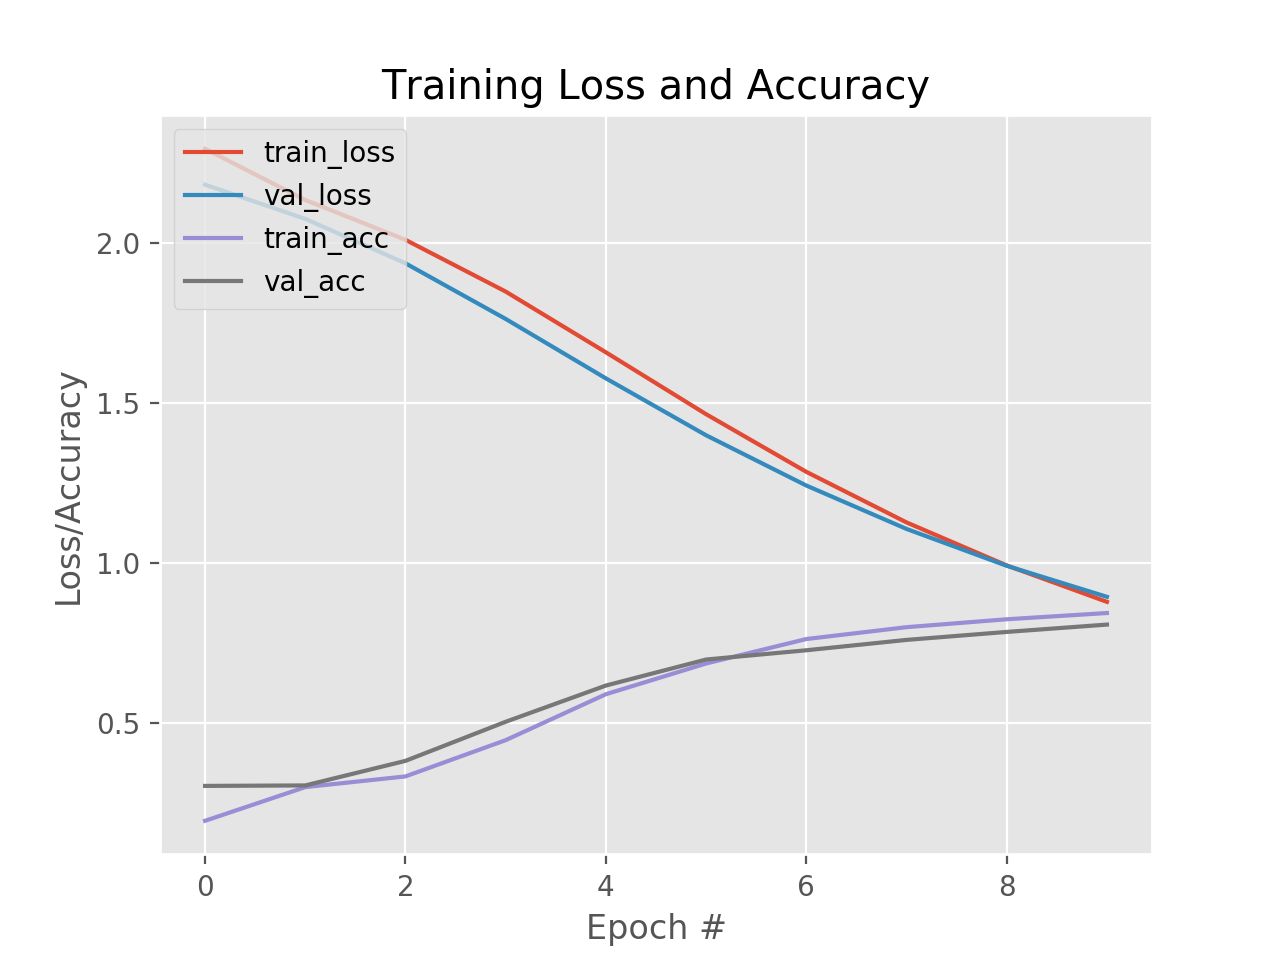 Training Loss and Accuracy
train_loss
val_loss
train_acc
val_acc
2.0
1.5
1.0
0.5
Loss/Accuracy
0 2 4 6 8
Epoch #